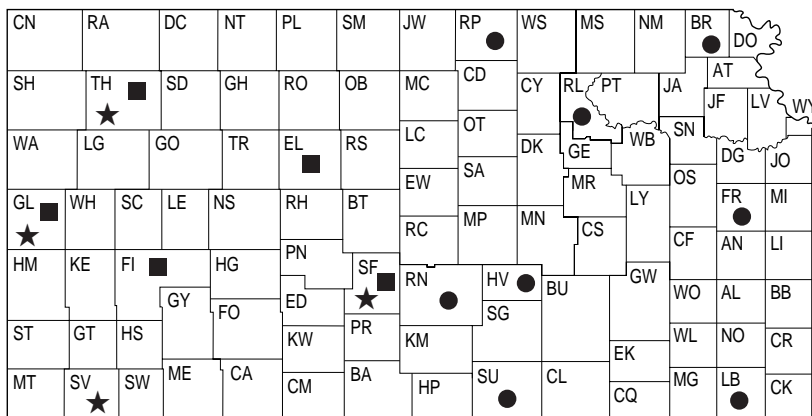 CN RA DC NT PL SM JW RP WS MS NM BR DO
SH TH SD GH RO OB MC CD CY RL PT JA AT
JF LV WY
WA LG GO TR EL RS LC OT DK GE WB SN DG JO
EW SA MR LY OS
GL WH SC LE NS RH BT RC MP MN CS FR MI
HM KE FI HG PN SF RN HV BU GW CF AN LI
GY FO ED SG WO AL BB
ST GT HS KW PR KM EK WL NO CR
MT SV SW ME CA CM BA HP SU CL CQ MG LB CK